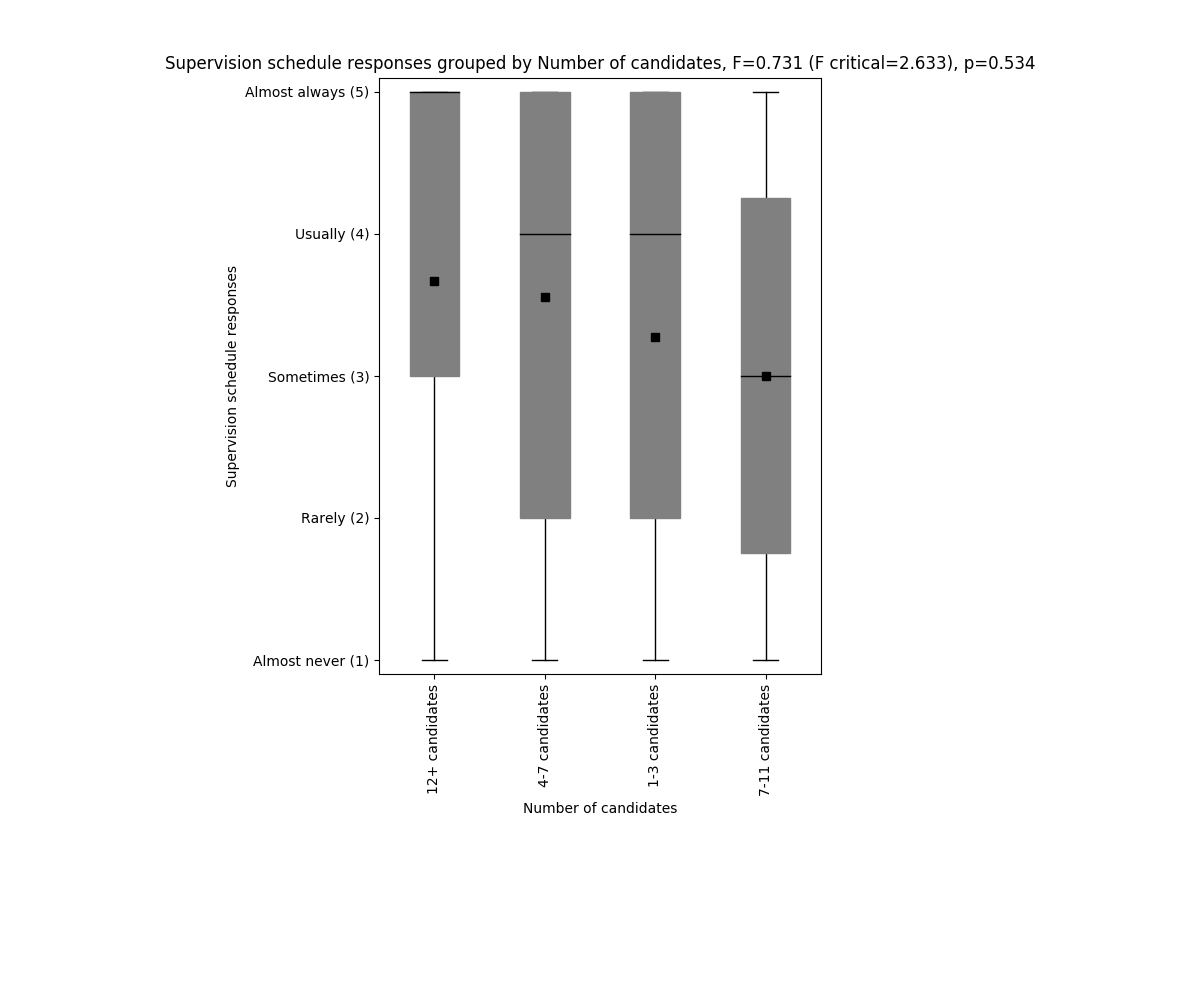 Supervision schedule responses grouped by Number of candidates, F=0.731 (F critical=2.633), p=0.534
Almost always (5)
Usually (4)
Sometimes (3)
Rarely (2)
Almost never (1)
Supervision schedule responses
12+ candidates
4-7 candidates
1-3 candidates
7-11 candidates
Number of candidates